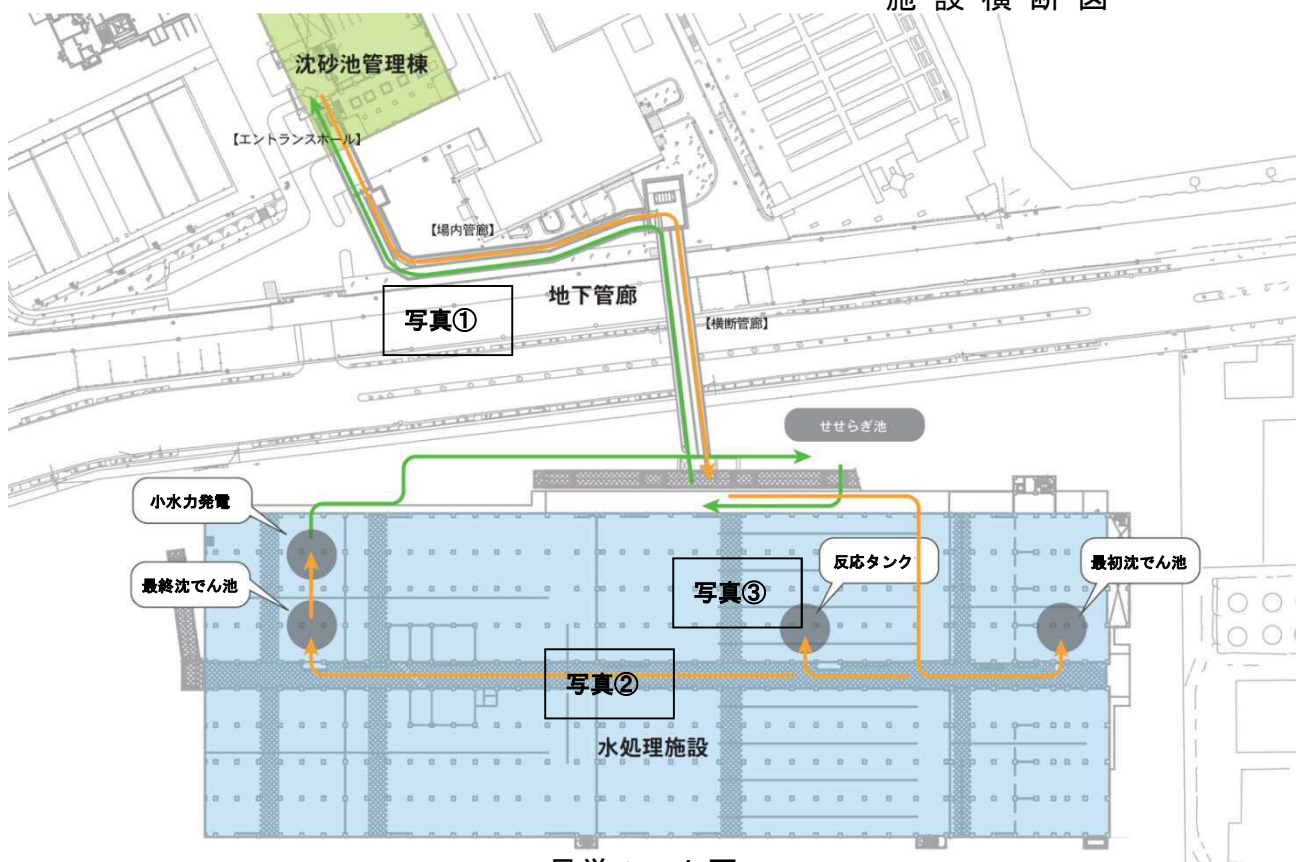 施設横断図
沈砂池管理棟
【エントランスホール】
【場内管廊】
地下管廊
写真①
【横断管廊】
せせらぎ池
小水力発電
最終沈でん池
反応タンク
最初沈でん池
写真③
写真②
水処理施設